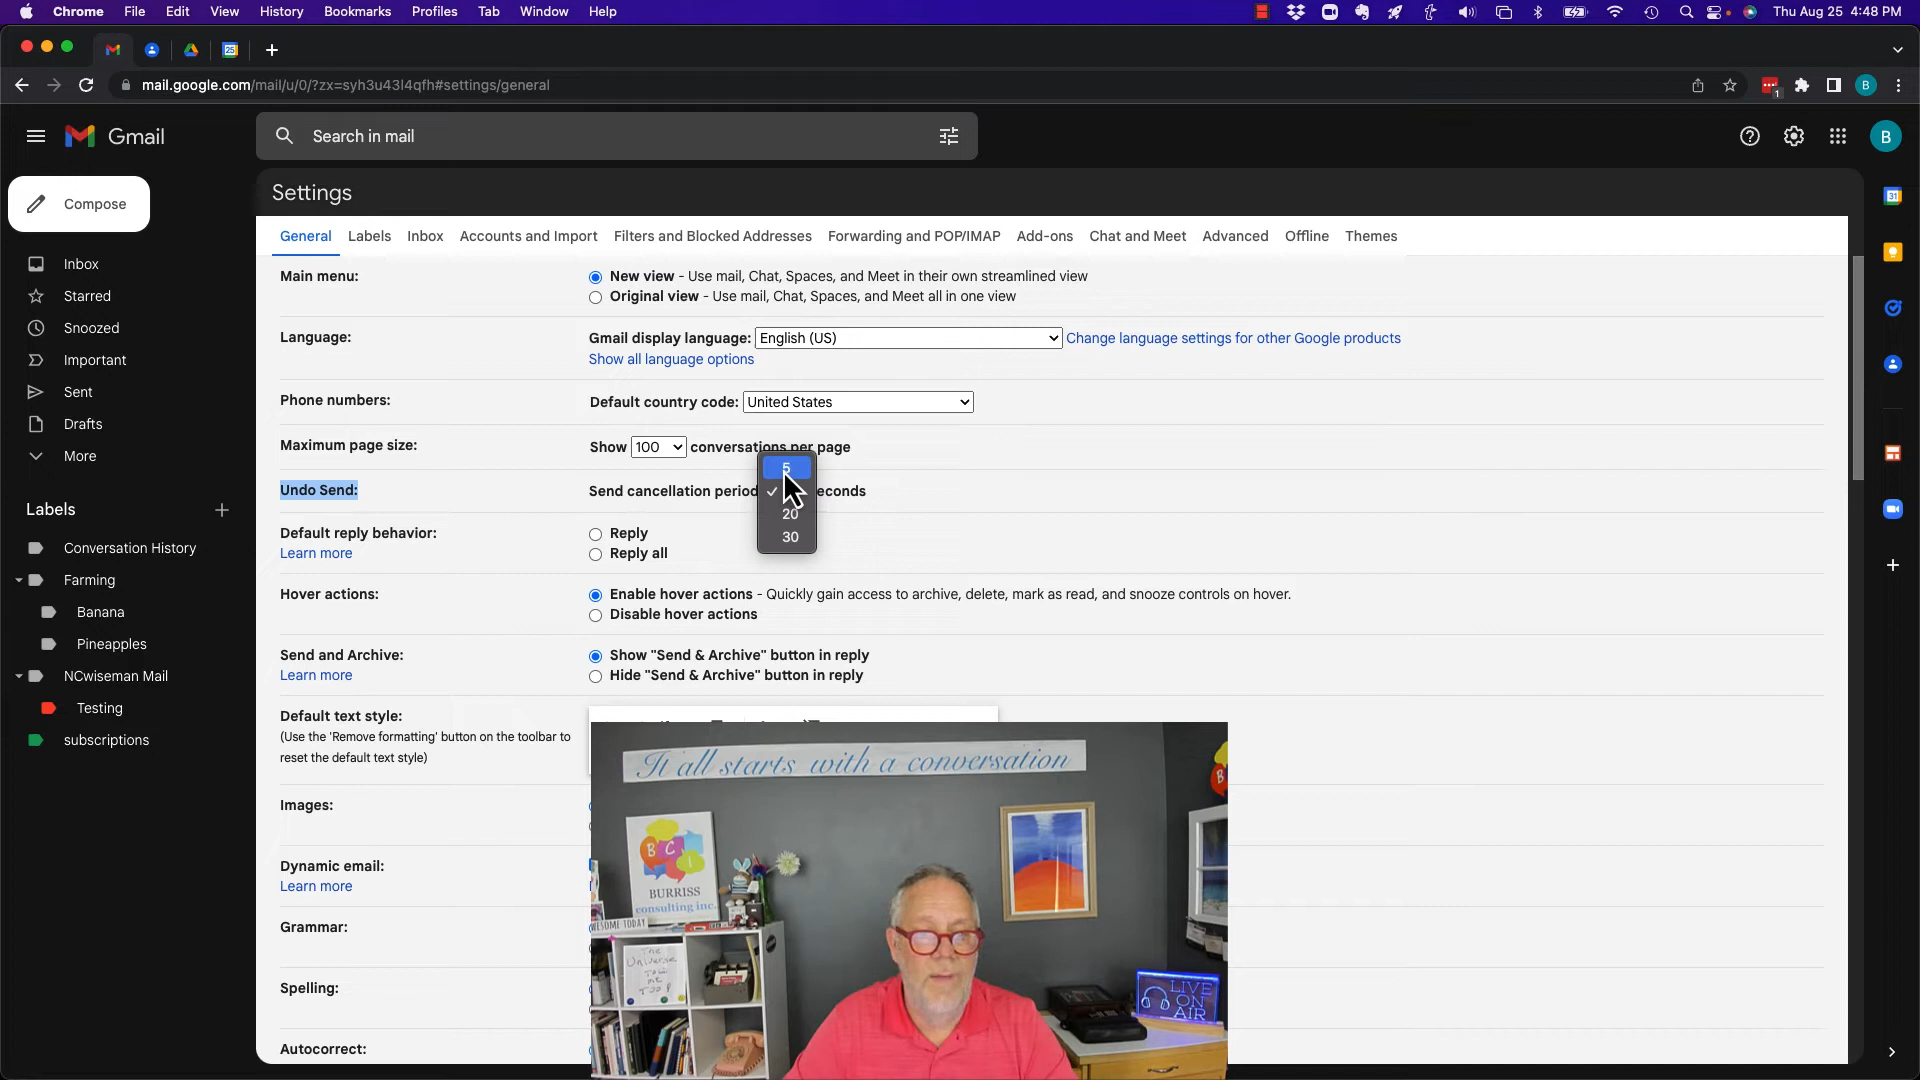 Chrome File Edit View History Bookmarks Profiles Tab Window Help
Thu Aug 25 4:48 PM
25
mail.google.com/mail/u/0/?zx=syh3u43l4qfh#settings/general
1
B
Gmail
Search in mail
B
Compose
Settings
General Labels Inbox Accounts and Import Filters and Blocked Addresses Forwarding and POP/IMAP Add-ons Chat and Meet Advanced Offline Themes
31
Inbox
Starred
Snoozed
Important
Sent
Drafts
More
Labels
Conversation History
Farming
Banana
Pineapples
NCwiseman Mail
Testing
subscriptions
Main menu:
New view - Use mail, Chat, Spaces, and Meet in their own streamlined view
Original view - Use mail, Chat, Spaces, and Meet all in one view
Language:
Gmail display language: English (US) Change language settings for other Google products
Show all language options
Phone numbers:
Default country code: United States
Maximum page size:
Show 100 conversations per page
Undo Send:
Send cancellation period econds
5
20
30
Default reply behavior:
Learn more
Reply
Reply all
Hover actions:
Enable hover actions - Quickly gain access to archive, delete, mark as read, and snooze controls on hover.
Disable hover actions
Send and Archive:
Learn more
Show "Send & Archive" button in reply
Hide "Send & Archive" button in reply
Default text style:
(Use the 'Remove formatting' button on the toolbar to
reset the default text style)
Images:
Dynamic email:
Learn more
Grammar:
Spelling:
Autocorrect:
It all starts with a conversation
B C I
BURRISS
consulting inc.
ESOME TODAY
The
Universe
Told
me
TOO!
LIVE
ON
AIR